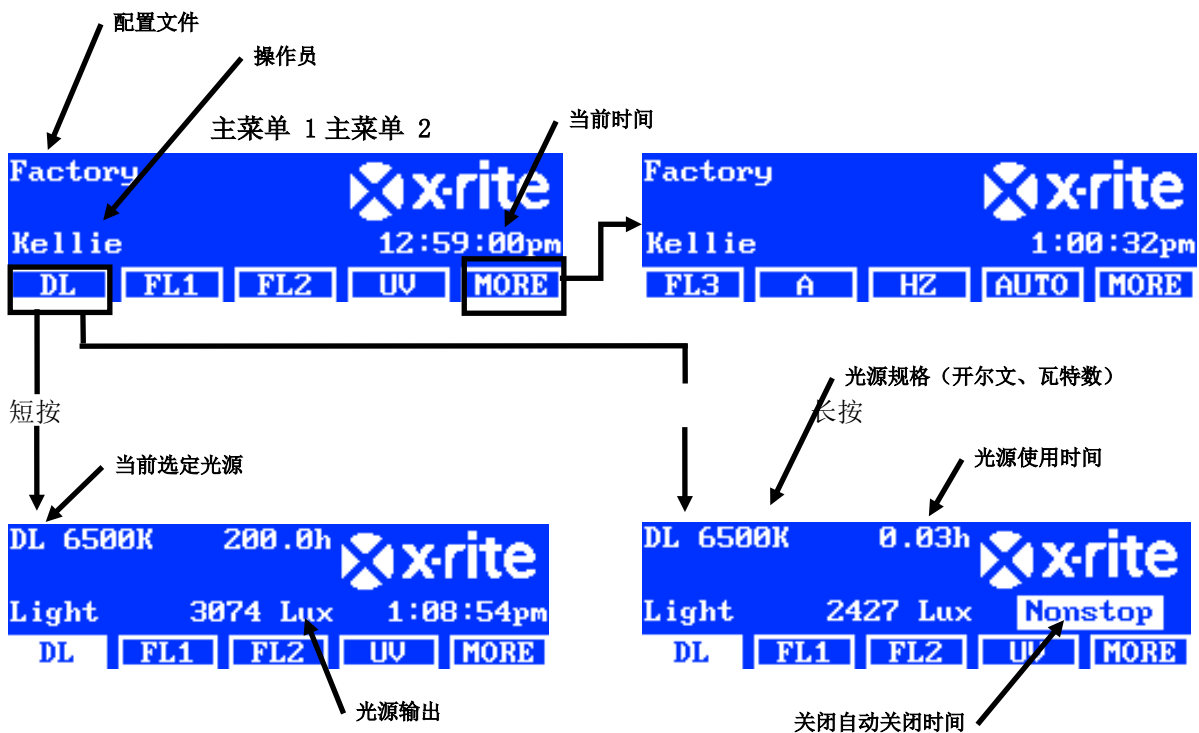 配置文件
操作员
主菜单 1 主菜单 2
当前时间
Factory
x·rite
Kellie
12:59:00pm
DL FL1 FL2 UV MORE
Factory
x·rite
Kellie
1:00:32pm
FL3 A HZ AUTO MORE
短按
光源规格（开尔文、瓦特数）
长按
当前选定光源
光源使用时间
DL 6500K 200.0h
x·rite
Light 3074 Lux 1:08:54pm
DL FL1 FL2 UV MORE
DL 6500K 0.03h
x·rite
Light 2427 Lux Nonstop
DL FL1 FL2 UV MORE
光源输出
关闭自动关闭时间